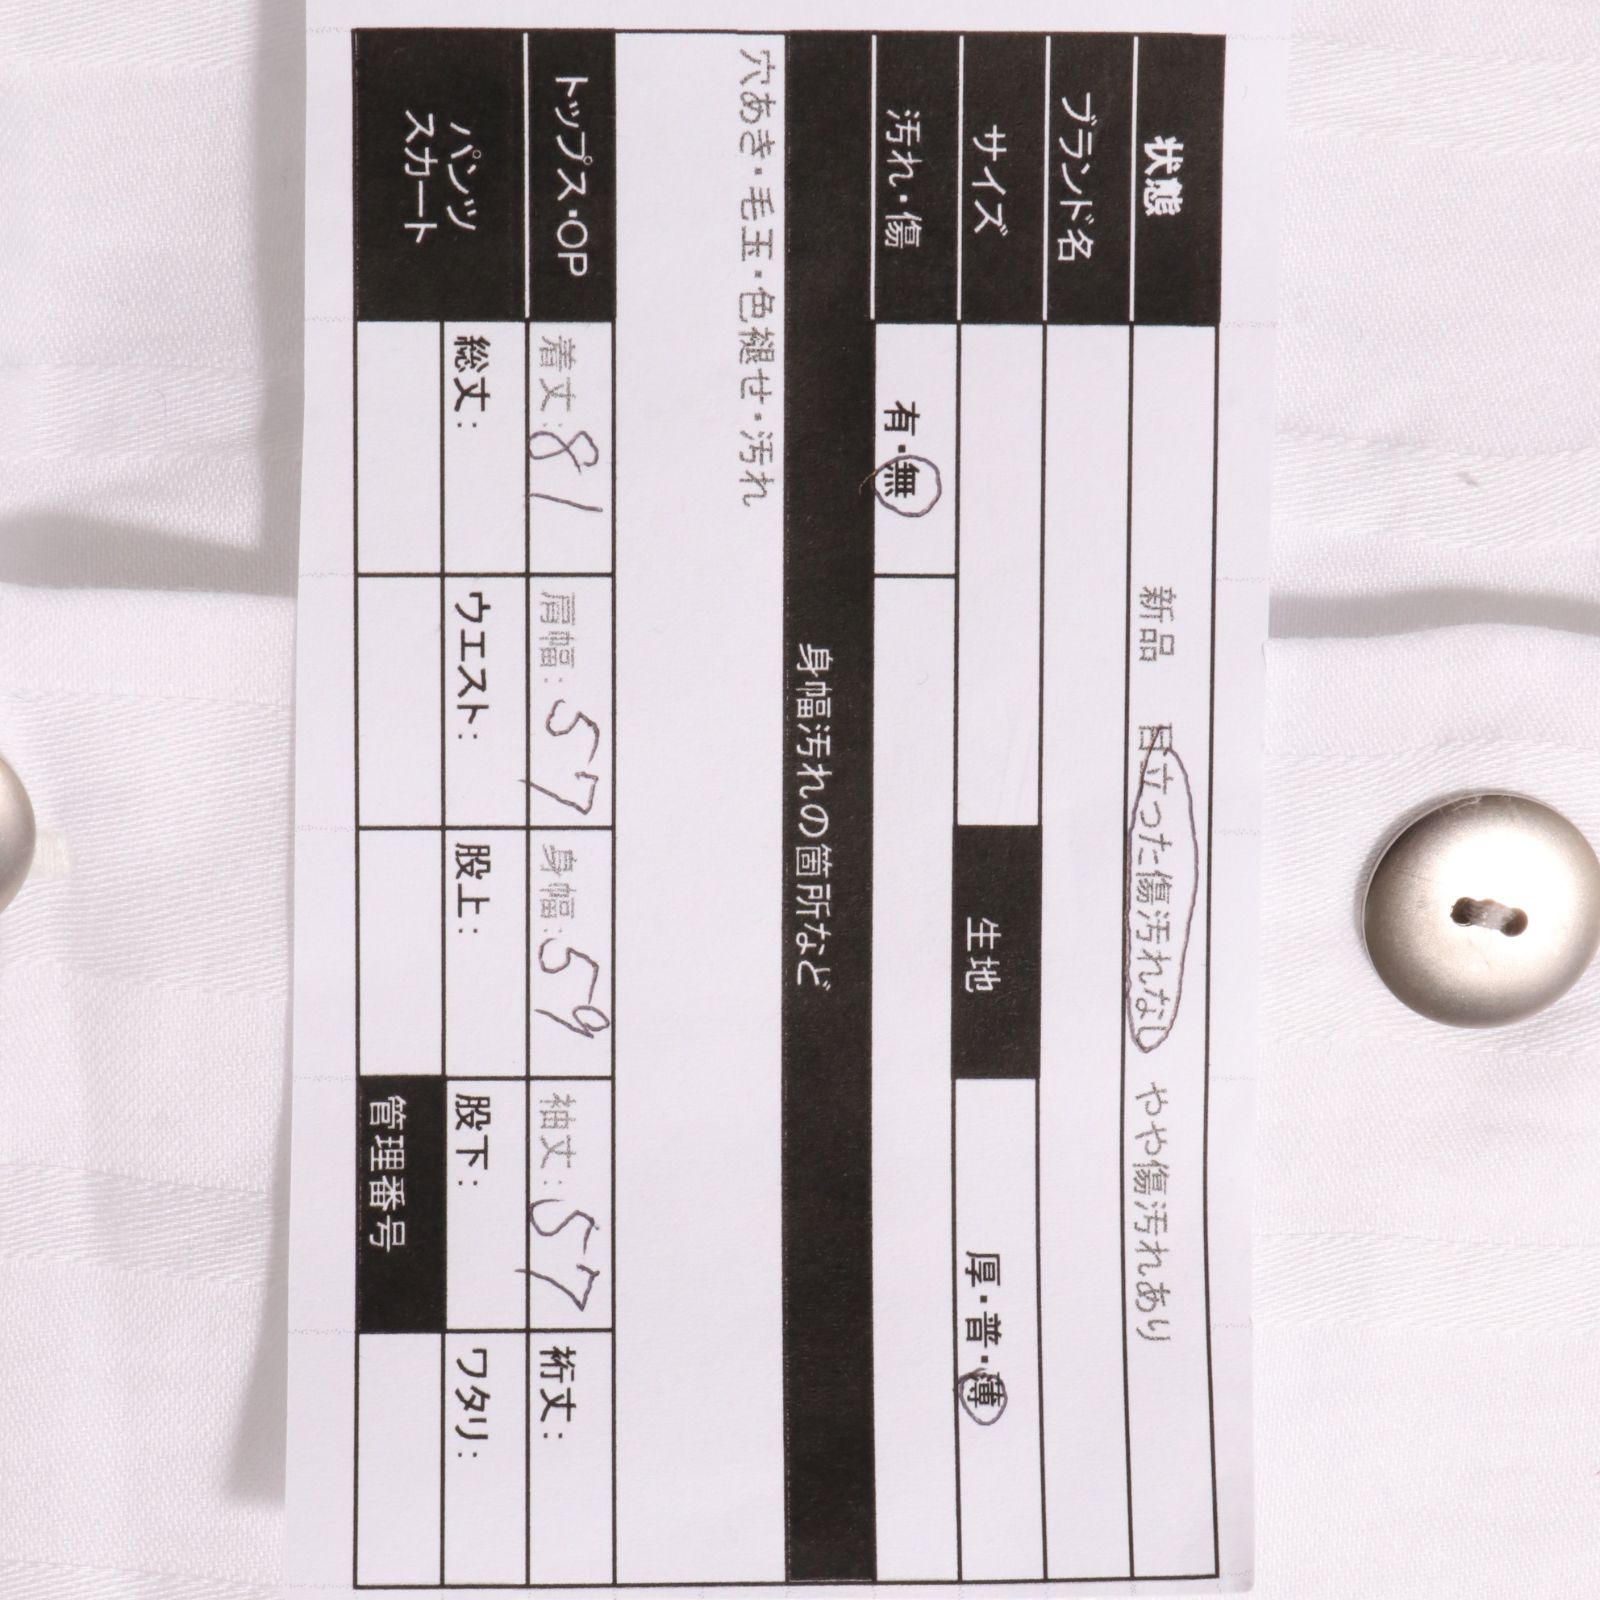 状態 新品 目立った傷汚れなし やや傷汚れあり
ブランド名
サイズ 生地 厚・普・薄
汚れ・傷 有・無
身幅汚れの箇所など
穴あき・毛玉・色褪せ・汚れ
トップス・OP 着丈：81 肩幅：57 身幅：59 袖丈：57 裄丈：
パンツ 総丈： ウエスト： 股上： 股下： ワタリ：
スカート 管理番号